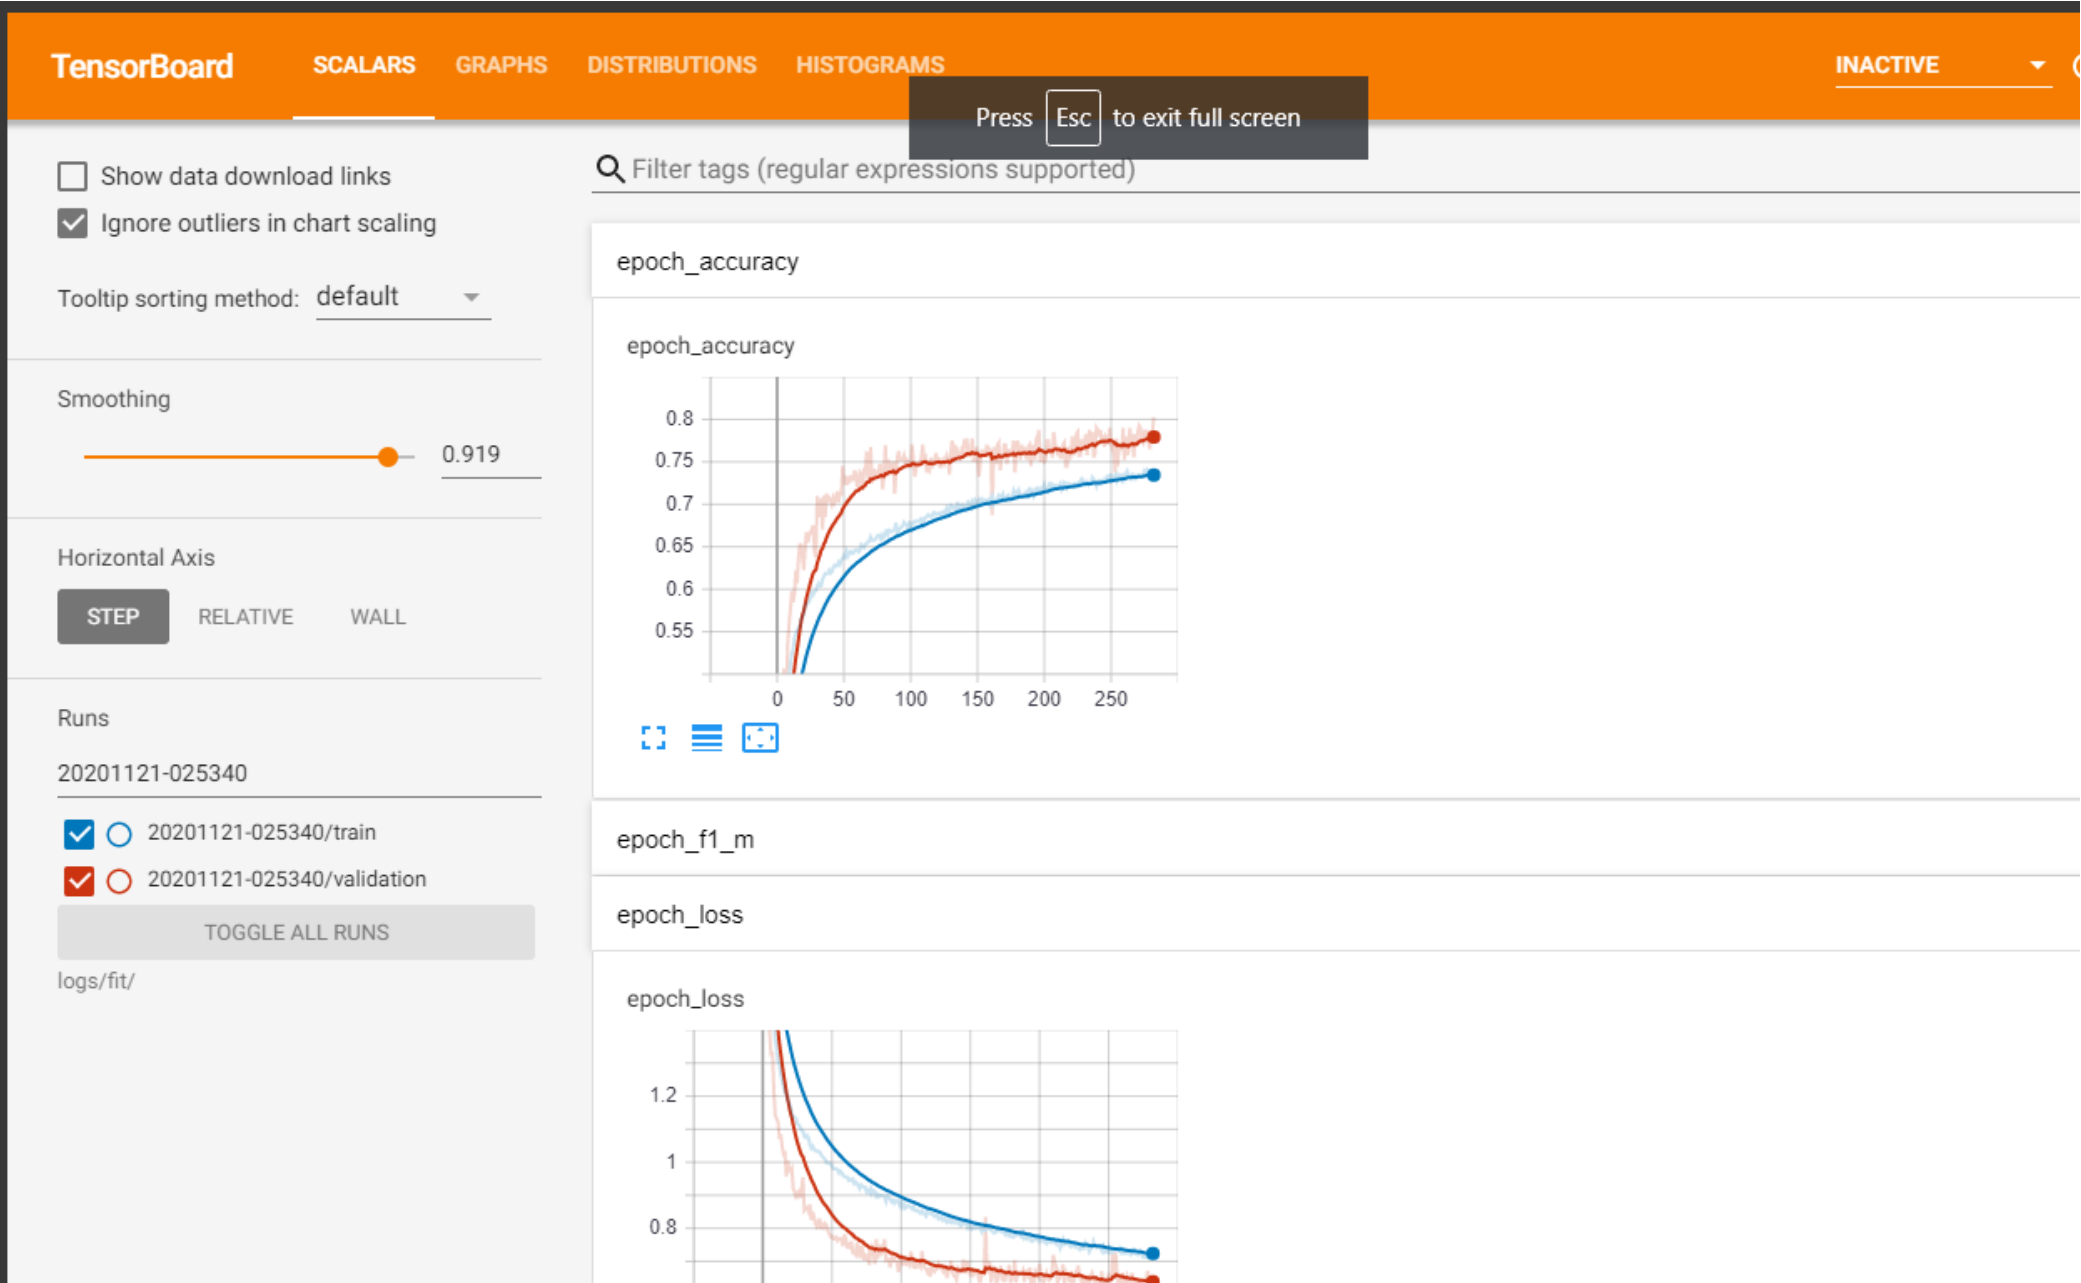 TensorBoard SCALARS GRAPHS DISTRIBUTIONS HISTOGRAMS INACTIVE
Press Esc to exit full screen
Show data download links
Ignore outliers in chart scaling
Tooltip sorting method: default
Smoothing
0.919
Horizontal Axis
STEP RELATIVE WALL
Runs
20201121-025340
20201121-025340/train
20201121-025340/validation
TOGGLE ALL RUNS
logs/fit/
Filter tags (regular expressions supported)
epoch_accuracy
epoch_accuracy
0.8
0.75
0.7
0.65
0.6
0.55
0 50 100 150 200 250
epoch_f1_m
epoch_loss
epoch_loss
1.2
1
0.8